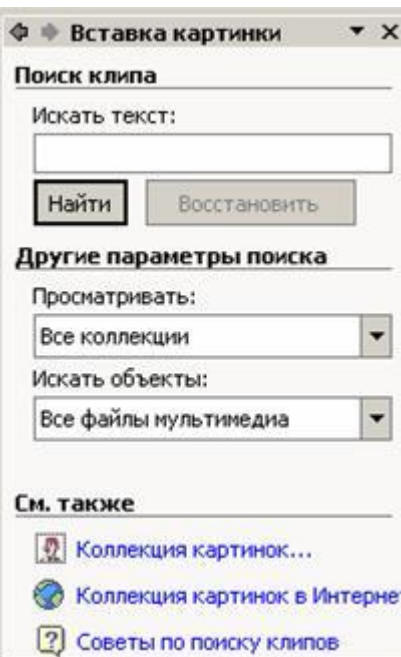 Вставка картинки
Поиск клипа
Искать текст:
Найти Восстановить
Другие параметры поиска
Просматривать:
Все коллекции
Искать объекты:
Все файлы мультимедиа
См. также
Коллекция картинок...
Коллекция картинок в Интерне
Советы по поиску клипов